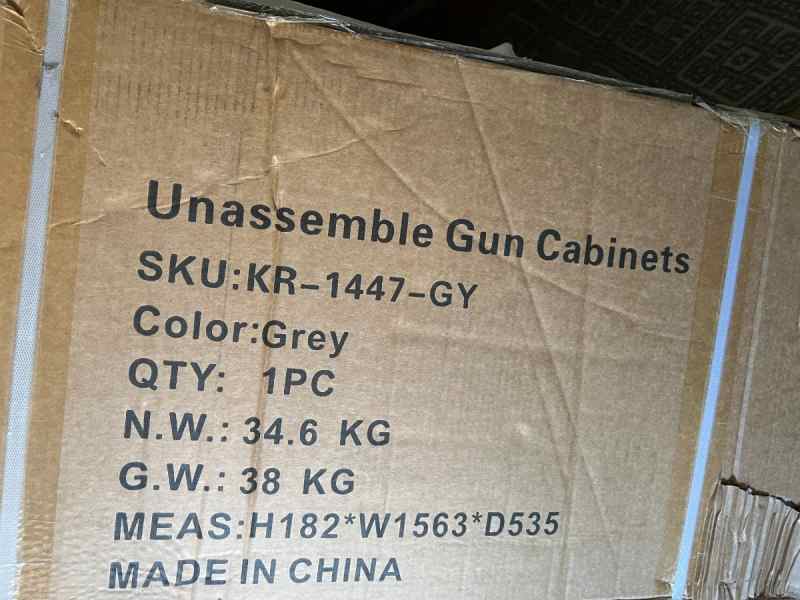 Unassemble Gun Cabinets
SKU:KR-1447-GY
Color:Grey
QTY: 1PC
N.W.: 34.6 KG
G.W.: 38 KG
MEAS:H182*W1563*D535
MADE IN CHINA